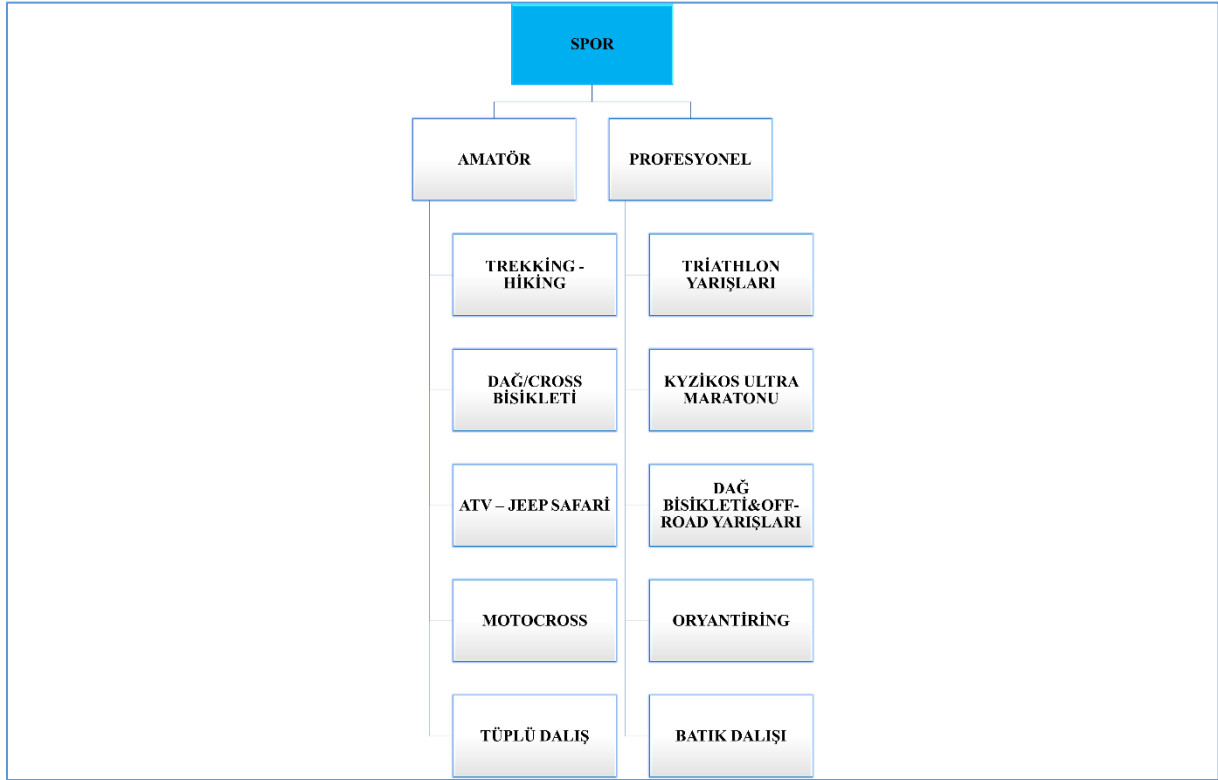 SPOR
AMATÖR
PROFESYONEL
TREKKİNG -
HİKİNG
TRİATHLON
YARIŞLARI
DAĞ/CROSS
BİSİKLETİ
KYZİKOS ULTRA
MARATONU
ATV – JEEP SAFARİ
DAĞ
BİSİKLETİ&OFF-
ROAD YARIŞLARI
MOTOCROSS
ORYANTİRİNG
TÜPLÜ DALIŞ
BATIK DALIŞI